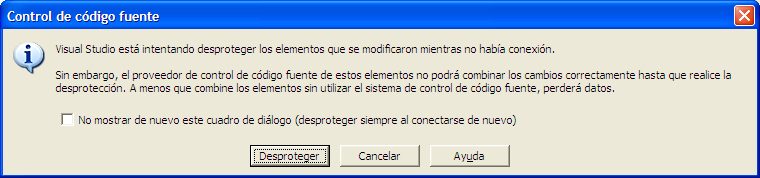 Control de código fuente
Visual Studio está intentando desproteger los elementos que se modificaron mientras no había conexión.
Sin embargo, el proveedor de control de código fuente de estos elementos no podrá combinar los cambios correctamente hasta que realice la
desprotección. A menos que combine los elementos sin utilizar el sistema de control de código fuente, perderá datos.
No mostrar de nuevo este cuadro de diálogo (desproteger siempre al conectarse de nuevo)
Desproteger Cancelar Ayuda